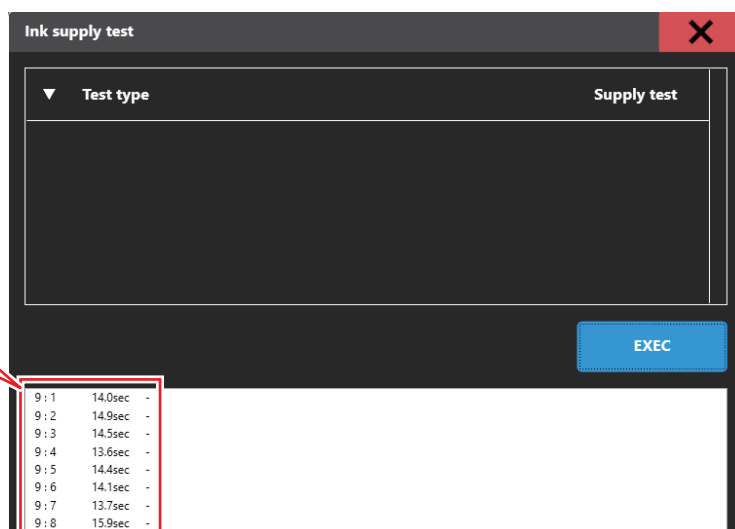 Ink supply test
▼ Test type Supply test
EXEC
9 : 1 14.0sec -
9 : 2 14.9sec -
9 : 3 14.5sec -
9 : 4 13.6sec -
9 : 5 14.4sec -
9 : 6 14.1sec -
9 : 7 13.7sec -
9 : 8 15.9sec -